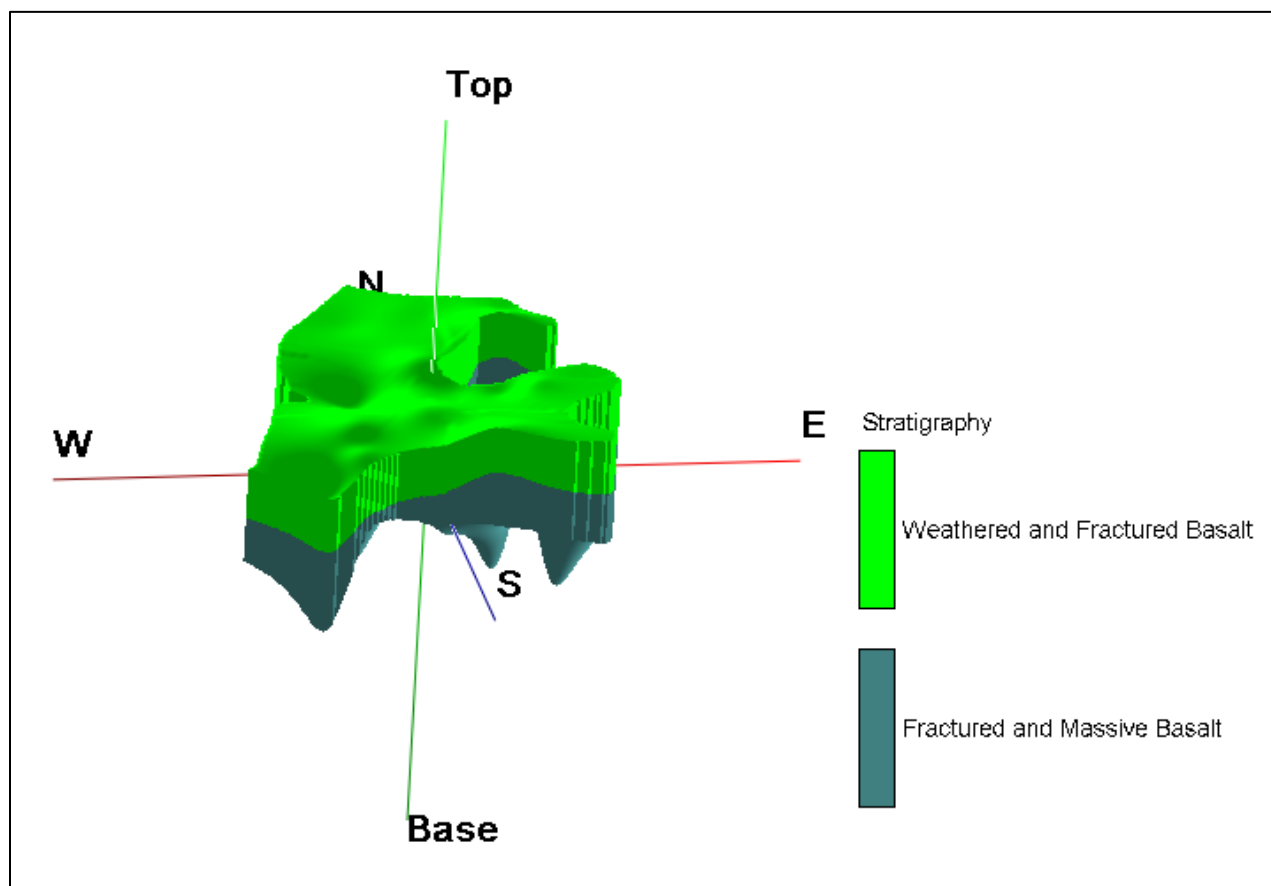 Top
N
W
E
Stratigraphy
Weathered and Fractured Basalt
S
Fractured and Massive Basalt
Base